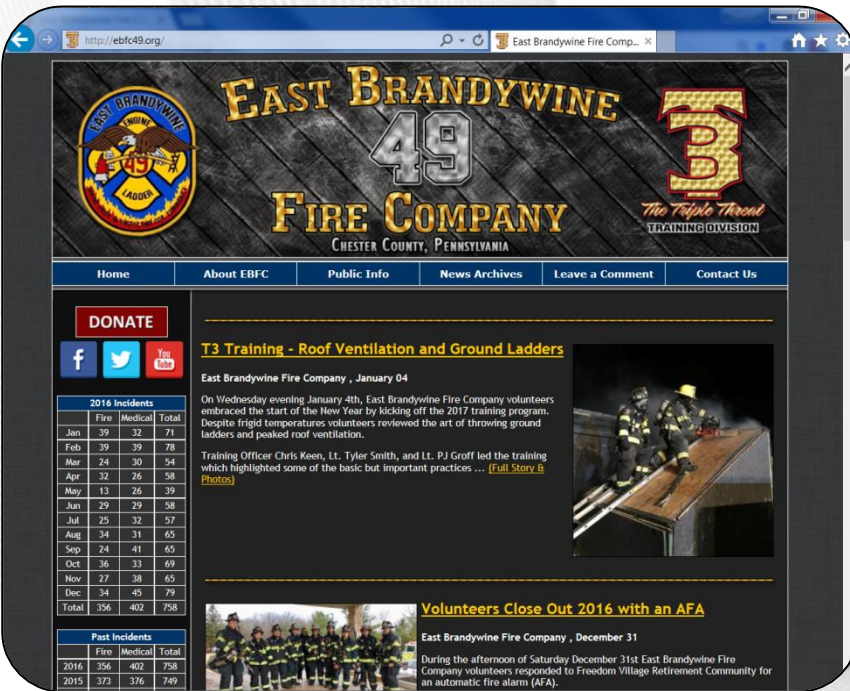 http://ebfc49.org/
East Brandywine Fire Comp...
EAST BRANDYWINE
ENGINE
49
LADDER
EAST BRANDYWINE
49
FIRE COMPANY
CHESTER COUNTY, PENNSYLVANIA
T3
The Triple Threat
TRAINING DIVISION
Home About EBFC Public Info News Archives Leave a Comment Contact Us
DONATE
f You Tube
2016 Incidents
Fire Medical Total
Jan 39 32 71
Feb 39 39 78
Mar 24 30 54
Apr 32 26 58
May 13 26 39
Jun 29 29 58
Jul 25 32 57
Aug 34 31 65
Sep 24 41 65
Oct 36 33 69
Nov 27 38 65
Dec 34 45 79
Total 356 402 758
Past Incidents
Fire Medical Total
2016 356 402 758
2015 373 376 749
T3 Training - Roof Ventilation and Ground Ladders
East Brandywine Fire Company , January 04
On Wednesday evening January 4th, East Brandywine Fire Company volunteers
embraced the start of the New Year by kicking off the 2017 training program.
Despite frigid temperatures volunteers reviewed the art of throwing ground
ladders and peaked roof ventilation.
Training Officer Chris Keen, Lt. Tyler Smith, and Lt. PJ Groff led the training
which highlighted some of the basic but important practices ... (Full Story &
Photos)
Volunteers Close Out 2016 with an AFA
East Brandywine Fire Company , December 31
During the afternoon of Saturday December 31st East Brandywine Fire
Company volunteers responded to Freedom Village Retirement Community for
an automatic fire alarm (AFA).